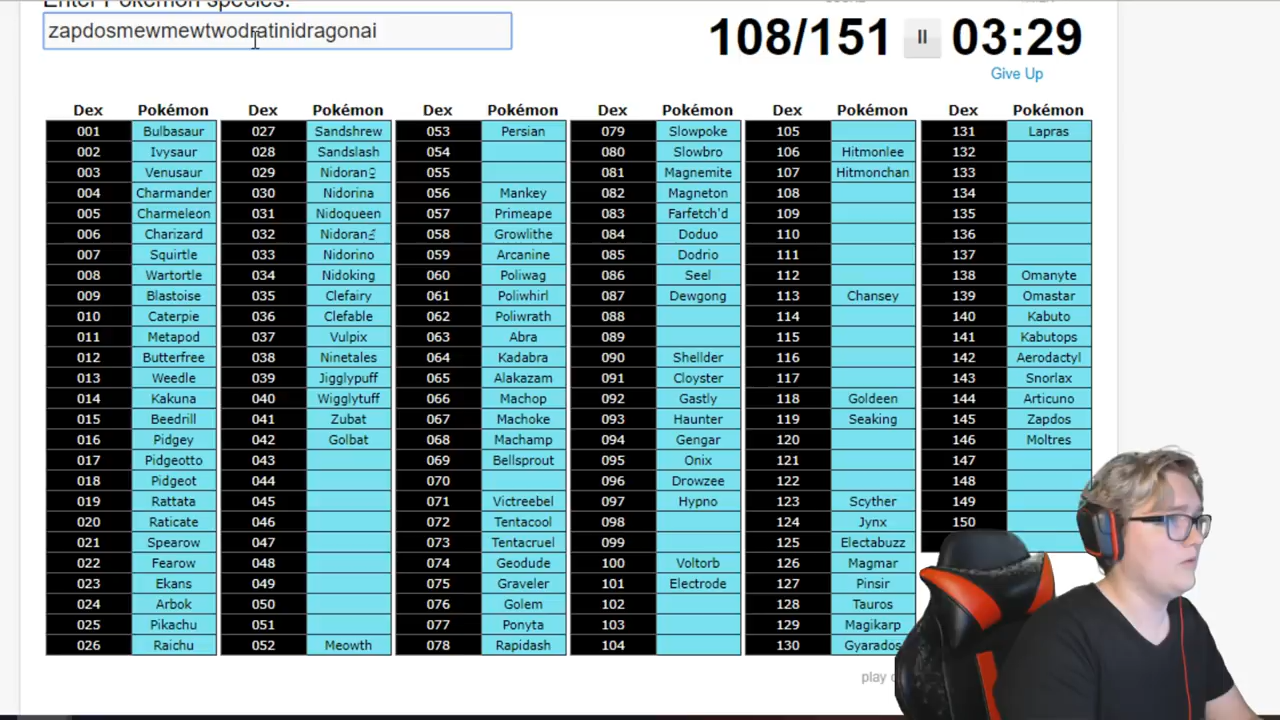 zapdosmewmewtwodratinidragonai
108/151 03:29
Give Up
Dex Pokémon Dex Pokémon Dex Pokémon Dex Pokémon Dex Pokémon Dex Pokémon
001 Bulbasaur 027 Sandshrew 053 Persian 079 Slowpoke 105 131 Lapras
002 Ivysaur 028 Sandslash 054 080 Slowbro 106 Hitmonlee 132
003 Venusaur 029 Nidoran♀ 055 081 Magnemite 107 Hitmonchan 133
004 Charmander 030 Nidorina 056 Mankey 082 Magneton 108 134
005 Charmeleon 031 Nidoqueen 057 Primeape 083 Farfetch'd 109 135
006 Charizard 032 Nidoran♂ 058 Growlithe 084 Doduo 110 136
007 Squirtle 033 Nidorino 059 Arcanine 085 Dodrio 111 137
008 Wartortle 034 Nidoking 060 Poliwag 086 Seel 112 138 Omanyte
009 Blastoise 035 Clefairy 061 Poliwhirl 087 Dewgong 113 Chansey 139 Omastar
010 Caterpie 036 Clefable 062 Poliwrath 088 114 140 Kabuto
011 Metapod 037 Vulpix 063 Abra 089 115 141 Kabutops
012 Butterfree 038 Ninetales 064 Kadabra 090 Shellder 116 142 Aerodactyl
013 Weedle 039 Jigglypuff 065 Alakazam 091 Cloyster 117 143 Snorlax
014 Kakuna 040 Wigglytuff 066 Machop 092 Gastly 118 Goldeen 144 Articuno
015 Beedrill 041 Zubat 067 Machoke 093 Haunter 119 Seaking 145 Zapdos
016 Pidgey 042 Golbat 068 Machamp 094 Gengar 120 146 Moltres
017 Pidgeotto 043 069 Bellsprout 095 Onix 121 147
018 Pidgeot 044 070 096 Drowzee 122 148
019 Rattata 045 071 Victreebel 097 Hypno 123 Scyther 149
020 Raticate 046 072 Tentacool 098 124 Jynx 150
021 Spearow 047 073 Tentacruel 099 125 Electabuzz
022 Fearow 048 074 Geodude 100 Voltorb 126 Magmar
023 Ekans 049 075 Graveler 101 Electrode 127 Pinsir
024 Arbok 050 076 Golem 102 128 Tauros
025 Pikachu 051 077 Ponyta 103 129 Magikarp
026 Raichu 052 Meowth 078 Rapidash 104 130 Gyarados
play